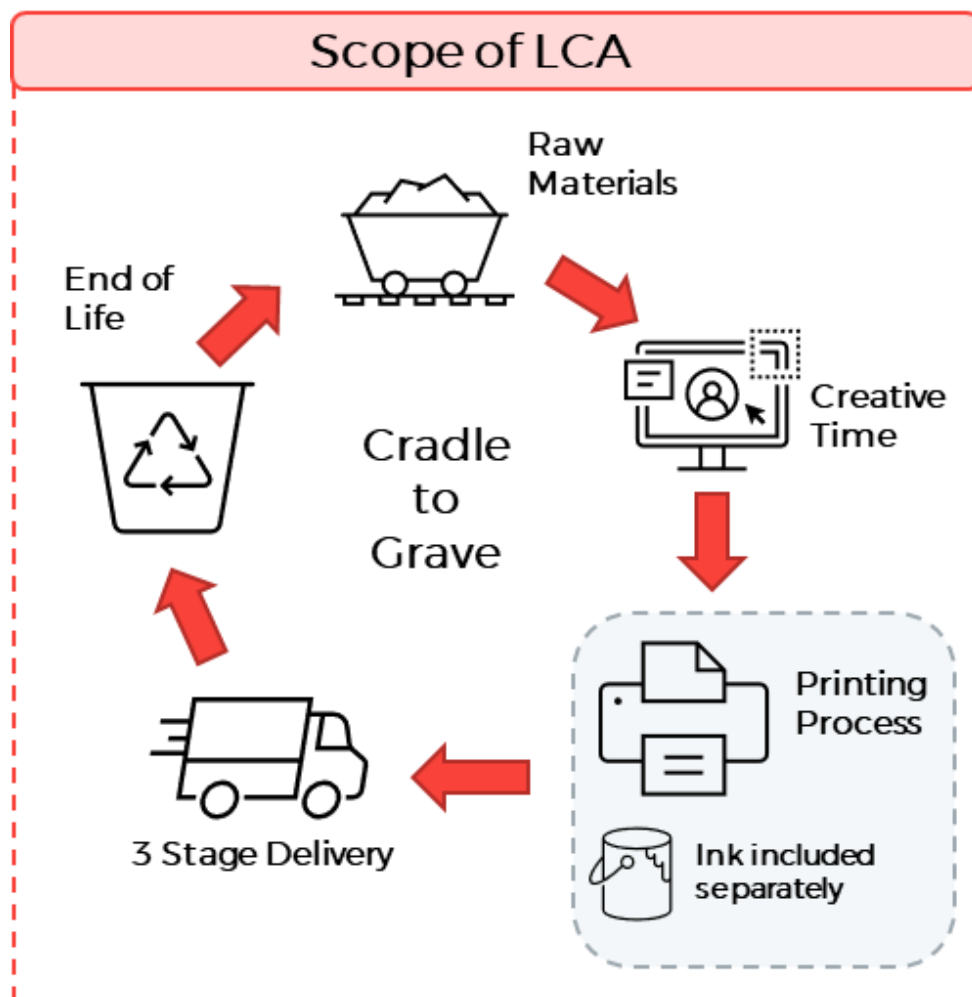 Scope of LCA
Raw
Materials
End of
Life
Creative
Time
Cradle
to
Grave
Printing
Process
3 Stage Delivery
Ink included
separately